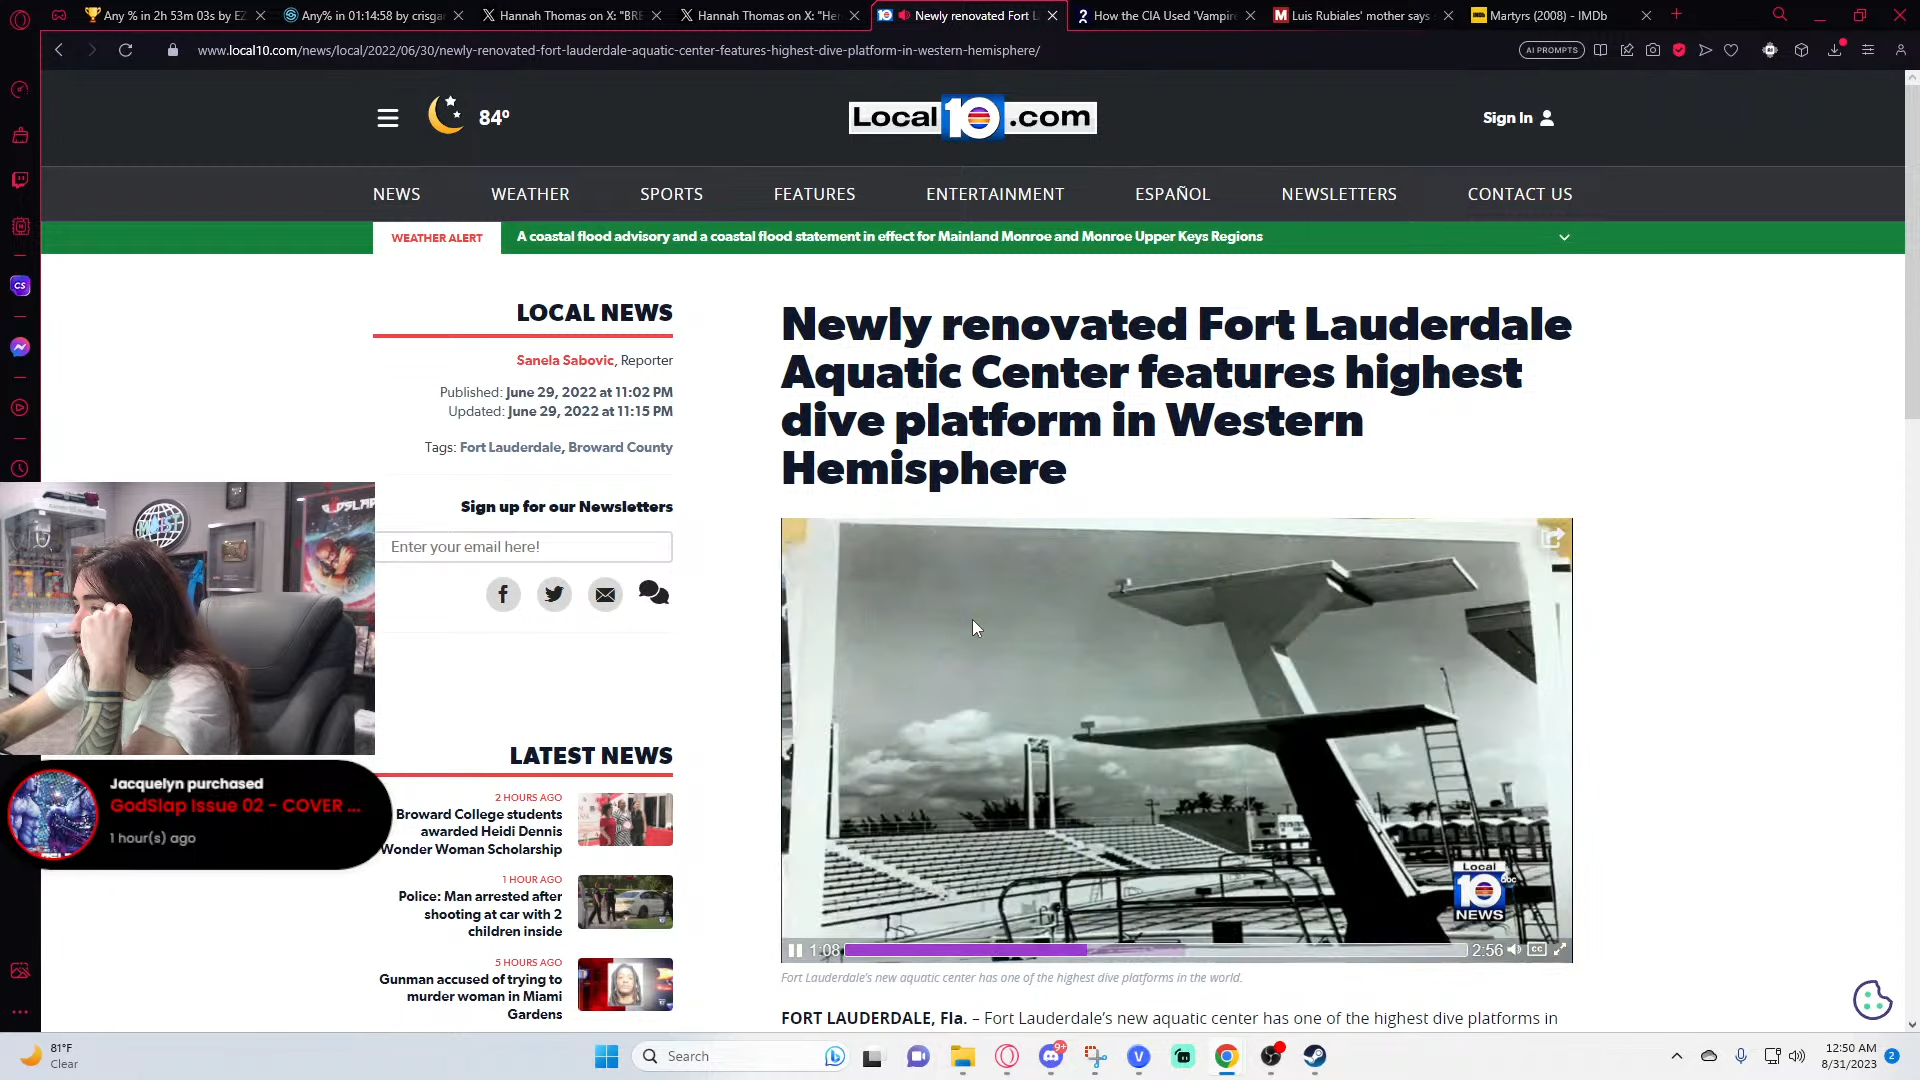 Any % in 2h 53m 03s by EZ
Any% in 01:14:58 by crisga
Hannah Thomas on X: "BRE
Hannah Thomas on X: "Her
Newly renovated Fort L
How the CIA Used 'Vampire
Luis Rubiales' mother says
Martyrs (2008) - IMDb
www.local10.com/news/local/2022/06/30/newly-renovated-fort-lauderdale-aquatic-center-features-highest-dive-platform-in-western-hemisphere/
AI PROMPTS
84º
Local 10 .com
Sign In
NEWS
WEATHER
SPORTS
FEATURES
ENTERTAINMENT
ESPAÑOL
NEWSLETTERS
CONTACT US
WEATHER ALERT
A coastal flood advisory and a coastal flood statement in effect for Mainland Monroe and Monroe Upper Keys Regions
CS
LOCAL NEWS
Sanela Sabovic, Reporter
Published: June 29, 2022 at 11:02 PM
Updated: June 29, 2022 at 11:15 PM
Tags: Fort Lauderdale, Broward County
Sign up for our Newsletters
Enter your email here!
Newly renovated Fort Lauderdale
Aquatic Center features highest
dive platform in Western
Hemisphere
MOIST
LATEST NEWS
2 HOURS AGO
Broward College students
awarded Heidi Dennis
Wonder Woman Scholarship
1 HOUR AGO
Police: Man arrested after
shooting at car with 2
children inside
5 HOURS AGO
Gunman accused of trying to
murder woman in Miami
Gardens
Jacquelyn purchased
GodSlap Issue 02 - COVER ...
1 hour(s) ago
Local
10
abc
NEWS
1:08
2:56
CC
Fort Lauderdale's new aquatic center has one of the highest dive platforms in the world.
FORT LAUDERDALE, Fla. – Fort Lauderdale's new aquatic center has one of the highest dive platforms in
81°F
Clear
Search
9+
12:50 AM
8/31/2023
2